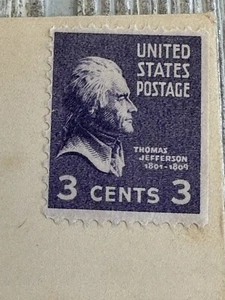 UNITED
STATES
POSTAGE
THOMAS
JEFFERSON
1801-1809
3 CENTS 3